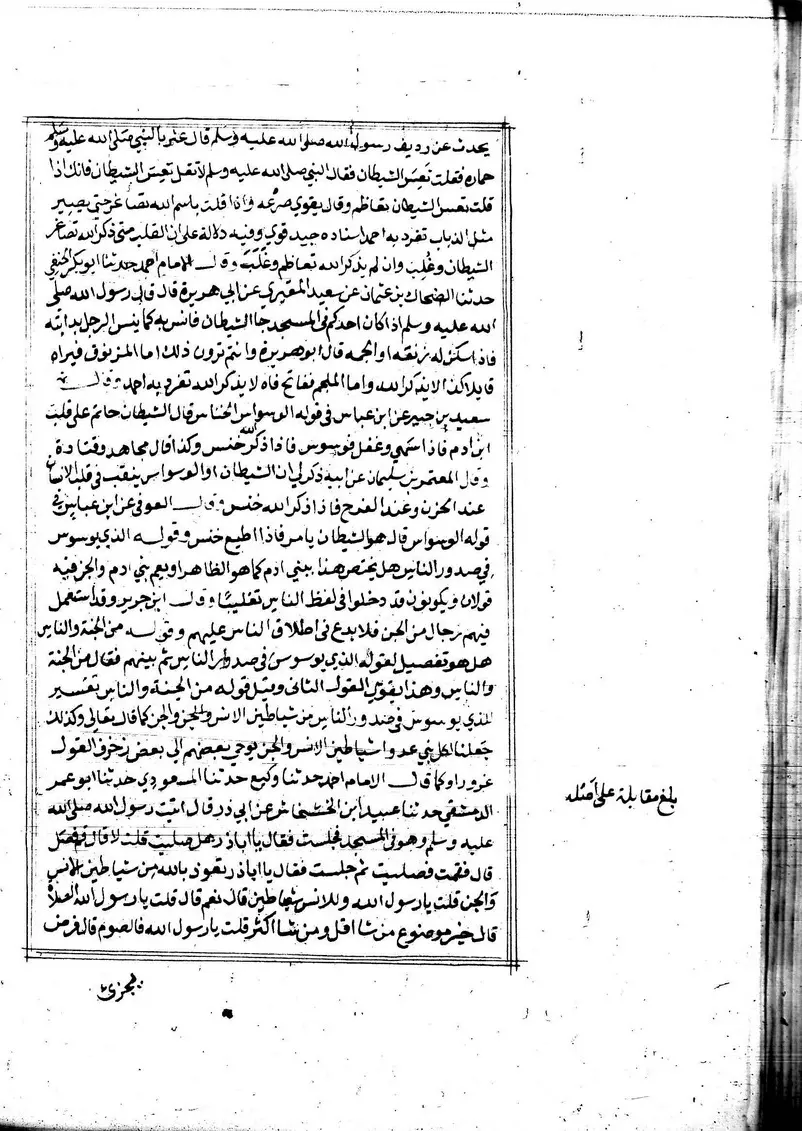 يحدث عن رديف رسول الله صلى الله عليه وسلم قال عثر بالنبي صلى الله عليه وسلم
حماره فقلت تعس الشيطان فقال النبي صلى الله عليه وسلم لا تقل تعس الشيطان فانك اذا
قلت تعس الشيطان تعاظم وقال بقوتي صرعته واذا قلت باسم الله تصاغر حتى يصير
مثل الذباب تفرد به احمد اسناده جيد قوي وفيه دلالة على ان القلب متى ذكر الله تصاغر
الشيطان وغلب وان لم يذكر الله تعاظم وغلب وقال الامام احمد حدثنا ابو بكر الحنفي
حدثنا الضحاك بن عثمان عن سعيد المقبري عن ابي هريرة قال قال رسول الله صلى
الله عليه وسلم اذا كان احدكم في المسجد جا الشيطان فانس به كما ينس الرجل بدابته
فاذا سكن له زنقه او الجمه قال ابو هريرة وانتم ترون ذلك اما المزنوق فيراه
مايلا كذا لا يذكر الله واما الملجم ففاتح فاه لا يذكر الله تفرد به احمد وقال
سعيد بن جبير عن ابن عباس في قوله الوسواس الخناس قال الشيطان جاثم على قلب
ابن ادم فاذا سهى وغفل فوسوس فاذا ذكر الله خنس وكذا قال مجاهد وقتادة
وقال المعتمر بن سليمان عن ابيه ذكر لي ان الشيطان او الوسواس ينفث في قلب الانسان
عند الحزن وعند الفرح فاذا ذكر الله خنس وقال العوفي عن ابن عباس في
قوله الوسواس قال هو الشيطان يامر فاذا اطيع خنس وقوله الذي يوسوس
في صدور الناس هل يختص هذا ببني ادم كما هو الظاهر او يعم بني ادم والجن فيه
قولان ويكونون قد دخلوا في لفظ الناس تغليبا وقال ابن جرير وقد استعمل
فيهم رجال من الجن فلا بدع في اطلاق الناس عليهم وقوله من الجنة والناس
هل هو تفصيل لقوله الذي يوسوس في صدور الناس ثم بينهم فقال من الجنة
والناس وهذا يقوي القول الثاني وقيل قوله من الجنة والناس تفسير
للذي يوسوس في صدور الناس من شياطين الانس والجن كما قال تعالى وكذلك
جعلنا لكل نبي عدوا شياطين الانس والجن يوحي بعضهم الى بعض زخرف القول
غرورا وكما قال الامام احمد حدثنا وكيع حدثنا المسعودي حدثنا ابو عمر
الدمشقي حدثنا عبيد ابن الخشخاش عن ابي ذر قال اتيت رسول الله صلى الله
عليه وسلم وهو في المسجد فجلست فقال يا ابا ذر هل صليت قلت لا قال قم فصل
قال فقمت فصليت ثم جلست فقال يا ابا ذر تعوذ بالله من شياطين الانس
والجن قلت يا رسول الله وللانس شياطين قال نعم قال قلت يا رسول الله الصلاة
قال خير موضوع من شا اقل ومن شا اكثر قلت يا رسول الله فالصوم قال فرض
يجزي
بلغ مقابلة على اصله